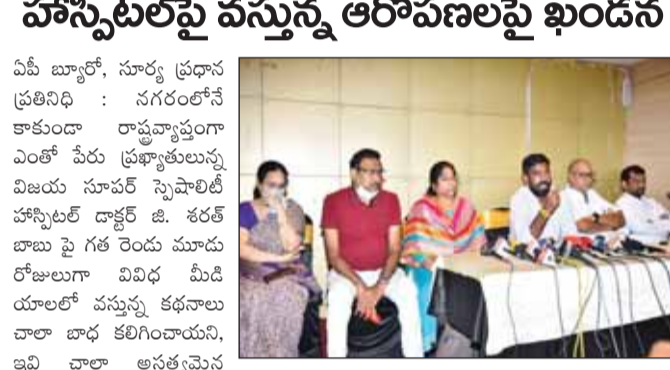 హాస్పిటల్‌పై వస్తున్న ఆరోపణలపై ఖండన
ఏపీ బ్యూరో, సూర్య ప్రధాన
ప్రతినిధి : నగరంలోనే
కాకుండా రాష్ట్రవ్యాప్తంగా
ఎంతో పేరు ప్రఖ్యాతులున్న
విజయ సూపర్ స్పెషాలిటీ
హాస్పిటల్ డాక్టర్ జి. శరత్
బాబు పై గత రెండు మూడు
రోజులుగా వివిధ మీడి
యాలలో వస్తున్న కథనాలు
చాలా బాధ కలిగించాయని,
ఇవి చాలా అసత్యమైన